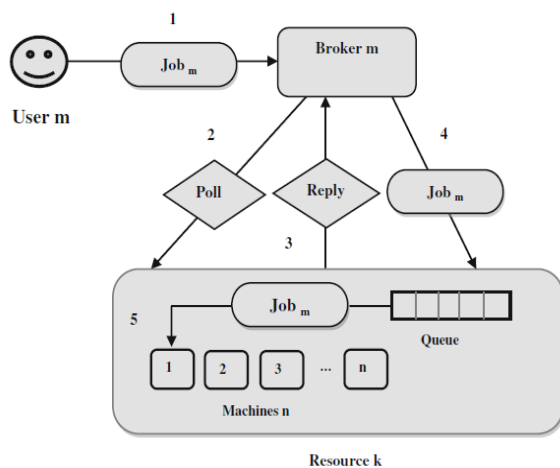 1
Job m
Broker m
User m
2
4
Poll
Reply
Job m
3
5
Job m
Queue
1 2 3 ... n
Machines n
Resource k